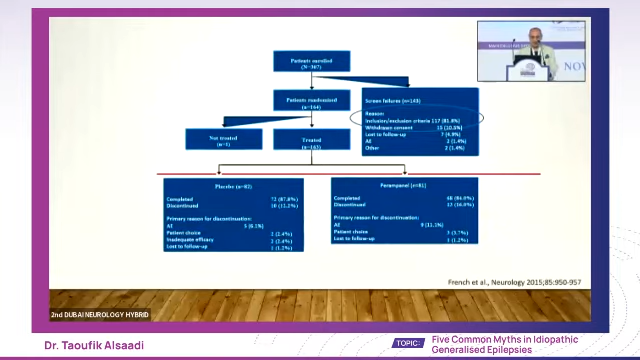 Patients enrolled
(N=307)
Patients randomized
(n=164)
Screen failures (n=143)
Reason:
Inclusion/exclusion criteria 117 (81.8%)
Withdrawn consent 15 (10.5%)
Lost to follow-up 7 (4.9%)
AE 2 (1.4%)
Other 2 (1.4%)
Not treated
(n=1)
Treated
(n=163)
Placebo (n=82)
Completed 72 (87.8%)
Discontinued 10 (12.2%)
Primary reason for discontinuation:
AE 5 (6.1%)
Patient choice 2 (2.4%)
Inadequate efficacy 2 (2.4%)
Lost to follow-up 1 (1.2%)
Perampanel (n=81)
Completed 68
Discontinued 13
Primary reason for discontinuation:
AE 9 (11.1%)
Patient choice 3 (3.7%)
Lost to follow-up 1 (1.2%)
French et al., Neurology 2015;85:950-957
NOV
2nd DUBAI NEUROLOGY HYBRID
Dr. Taoufik Alsaadi
TOPIC:
Five Common Myths in Idiopathic
Generalised Epilepsies